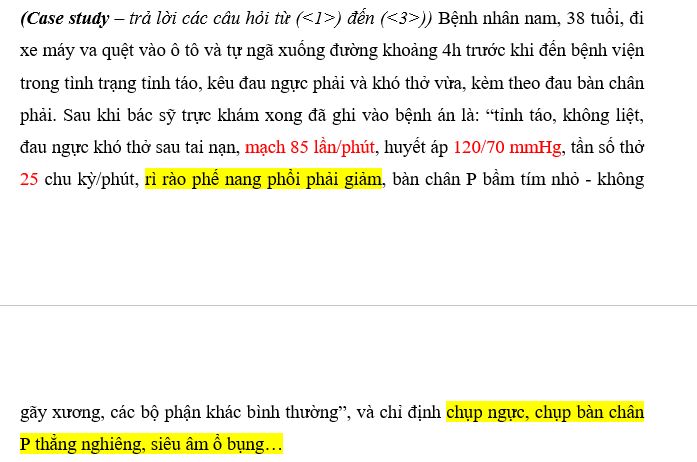 (Case study – trả lời các câu hỏi từ (<1>) đến (<3>)) Bệnh nhân nam, 38 tuổi, đi
xe máy va quệt vào ô tô và tự ngã xuống đường khoảng 4h trước khi đến bệnh viện
trong tình trạng tỉnh táo, kêu đau ngực phải và khó thở vừa, kèm theo đau bàn chân
phải. Sau khi bác sỹ trực khám xong đã ghi vào bệnh án là: “tỉnh táo, không liệt,
đau ngực khó thở sau tai nạn, mạch 85 lần/phút, huyết áp 120/70 mmHg, tần số thở
25 chu kỳ/phút, rì rào phế nang phổi phải giảm, bàn chân P bầm tím nhỏ - không
gãy xương, các bộ phận khác bình thường”, và chỉ định chụp ngực, chụp bàn chân
P thẳng nghiêng, siêu âm ổ bụng…